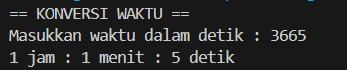 == KONVERSI WAKTU ==
Masukkan waktu dalam detik : 3665
1 jam : 1 menit : 5 detik